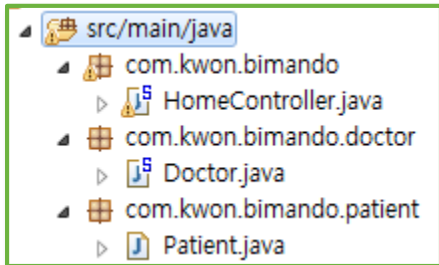 src/main/java
com.kwon.bimando
HomeController.java
com.kwon.bimando.doctor
Doctor.java
com.kwon.bimando.patient
Patient.java